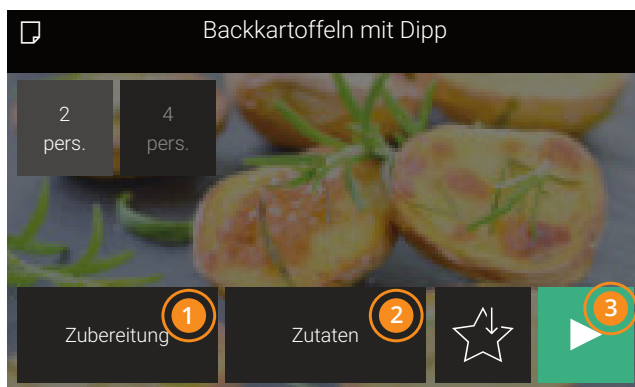 Backkartoffeln mit Dipp
2
pers.
4
pers.
1
2
3
Zubereitung
Zutaten